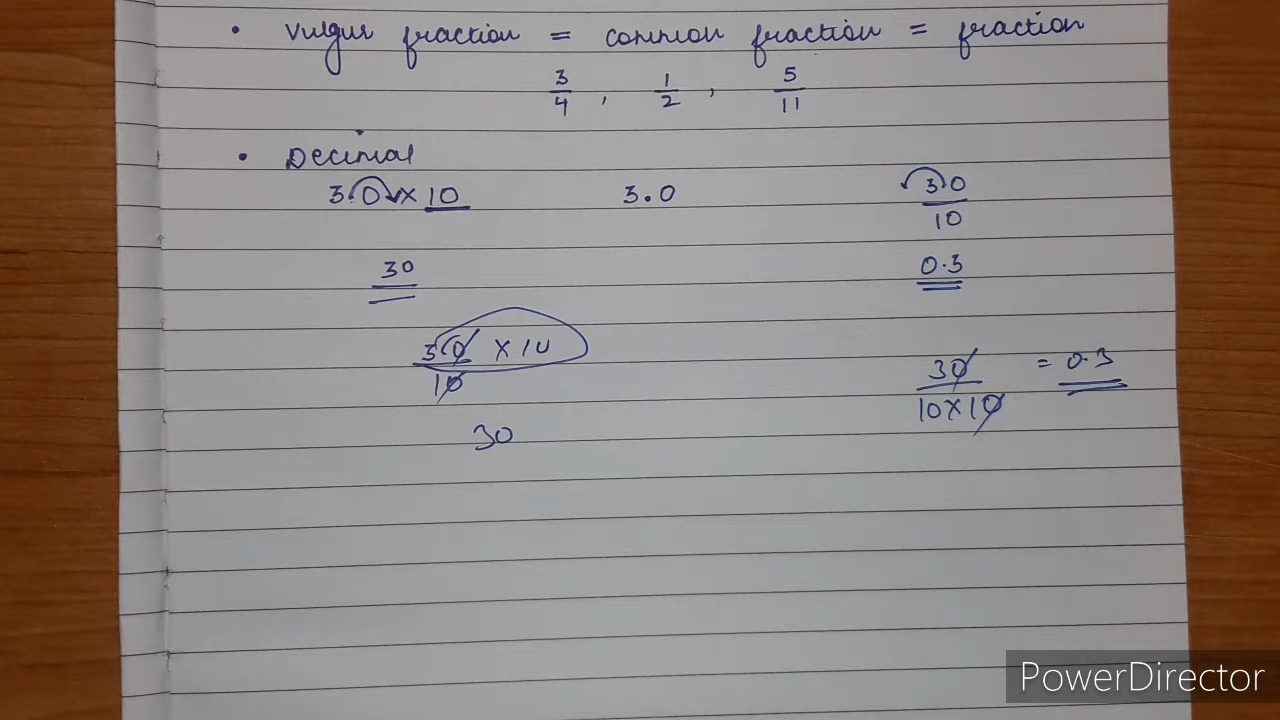 • Vulgur fraction = common fraction = fraction
3/4 , 1/2 , 5/11
• Decimal
3.0 × 10 3.0 3.0/10
30 0.3
3.0 × 10/10 30/10×10 = 0.3
30
PowerDirector